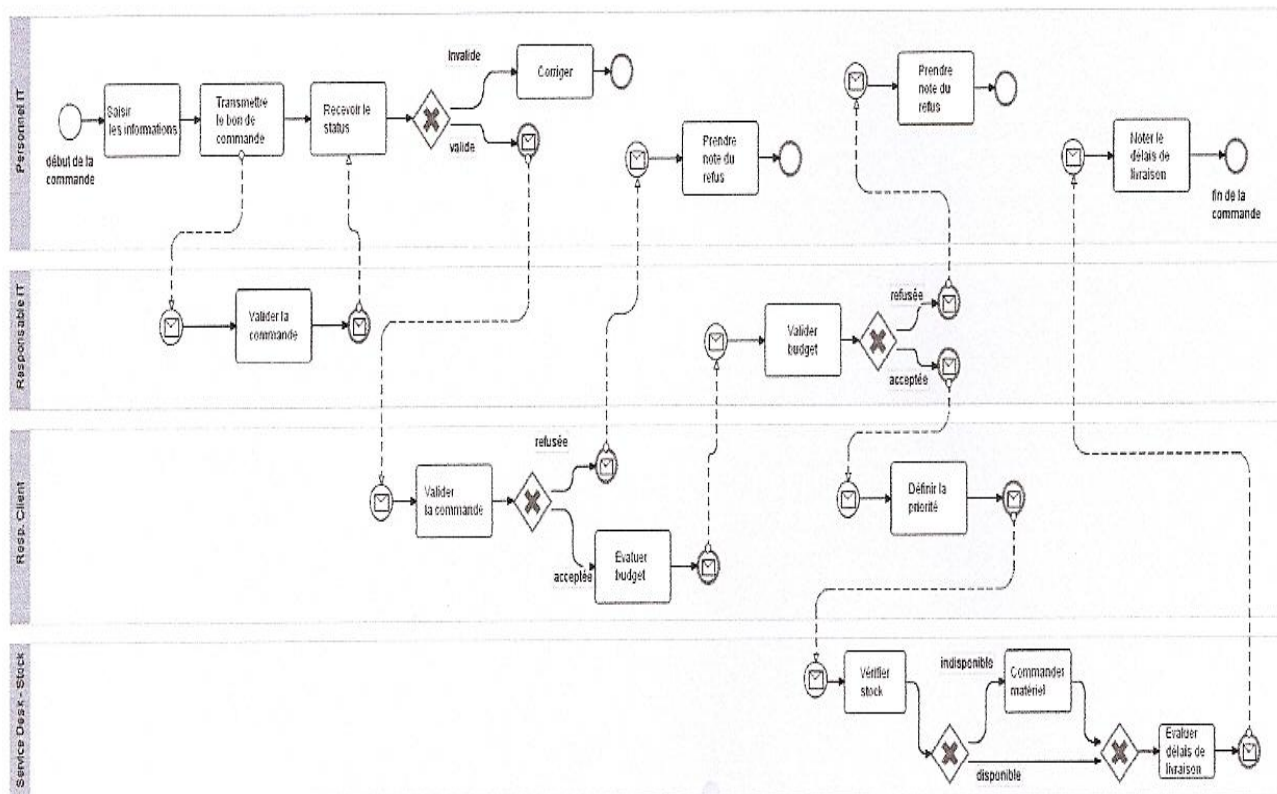 Personnel IT
Invalide
Corriger
Saisir
les informations
Transmettre
le bon de
commande
Recevoir le
status
valide
début de la
commande
Prendre
note du
refus
Prendre
note du
refus
Noter le
délais de
livraison
fin de la
commande
Responsable IT
Valider la
commande
Valider
budget
refusée
acceptée
Resp. Client
Valider
la commande
refusée
acceptée
Evaluer
budget
Définir la
priorité
Service Desk - Stock
Vérifier
stock
indisponible
Commander
matériel
disponible
Evaluer
délais de
livraison